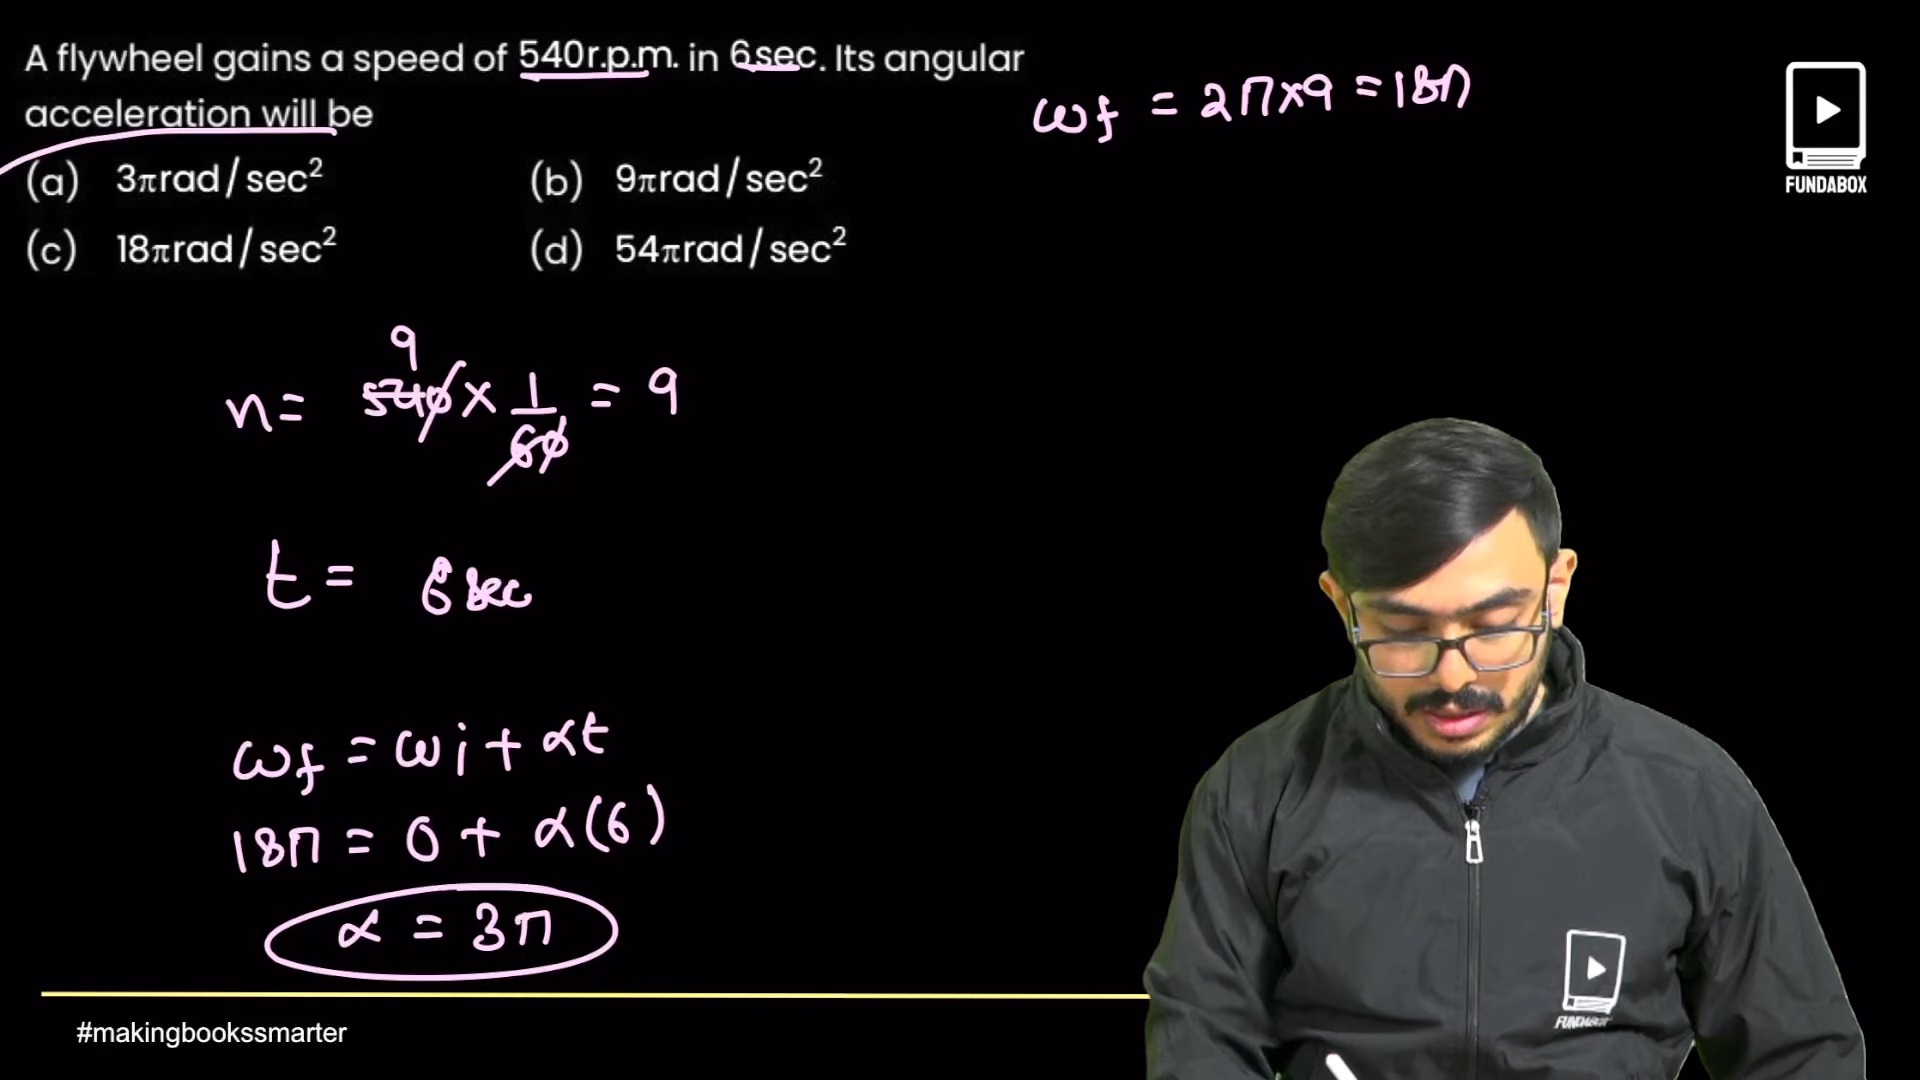 A flywheel gains a speed of 540r.p.m. in 6sec. Its angular
acceleration will be
(a) 3πrad/sec² (b) 9πrad/sec²
(c) 18πrad/sec² (d) 54πrad/sec²
ωf = 2π×9 = 18π
FUNDABOX
9
n = 540 × 1/60 = 9
t = 6 sec
ωf = ωi + αt
18π = 0 + α(6)
α = 3π
FUNDABOX
#makingbookssmarter